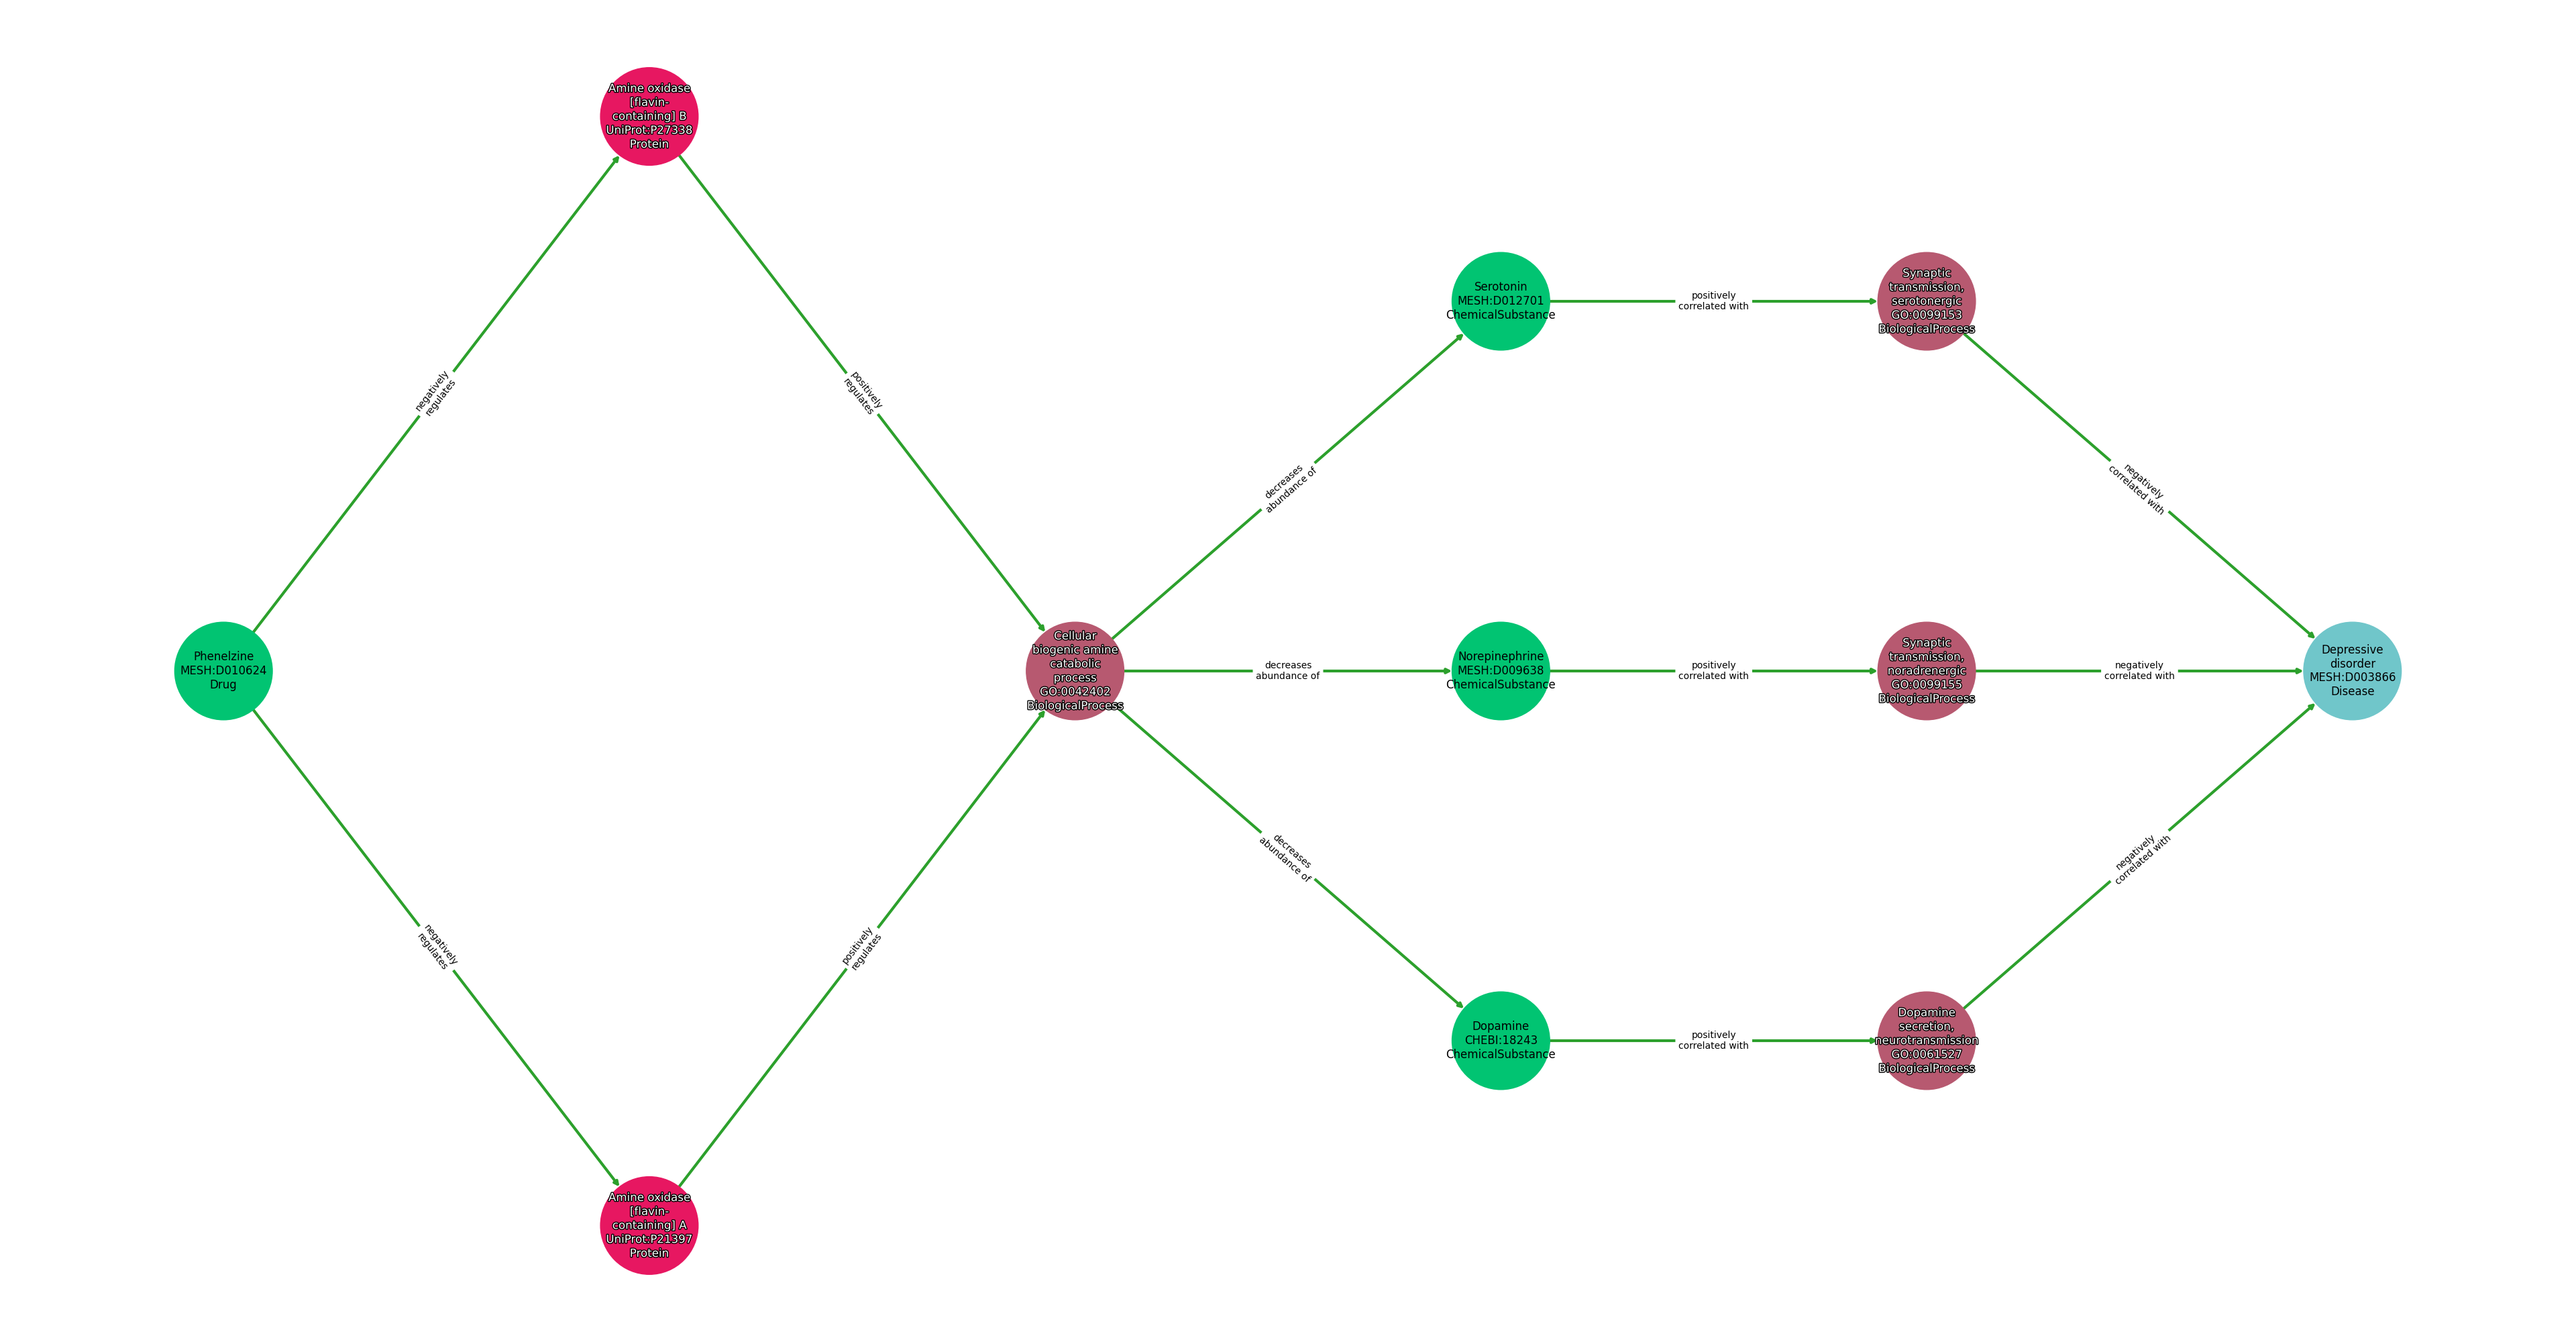 Amine oxidase
[flavin-
containing] B
UniProt:P27338
Protein
negatively
regulates
positively
regulates
Serotonin
MESH:D012701
ChemicalSubstance
positively
correlated with
Synaptic
transmission,
serotonergic
GO:0099153
BiologicalProcess
decreases
abundance of
negatively
correlated with
Phenelzine
MESH:D010624
Drug
Cellular
biogenic amine
catabolic
process
GO:0042402
BiologicalProcess
decreases
abundance of
Norepinephrine
MESH:D009638
ChemicalSubstance
positively
correlated with
Synaptic
transmission,
noradrenergic
GO:0099155
BiologicalProcess
negatively
correlated with
Depressive
disorder
MESH:D003866
Disease
decreases
abundance of
negatively
correlated with
negatively
regulates
positively
regulates
Dopamine
CHEBI:18243
ChemicalSubstance
positively
correlated with
Dopamine
secretion,
neurotransmission
GO:0061527
BiologicalProcess
Amine oxidase
[flavin-
containing] A
UniProt:P21397
Protein